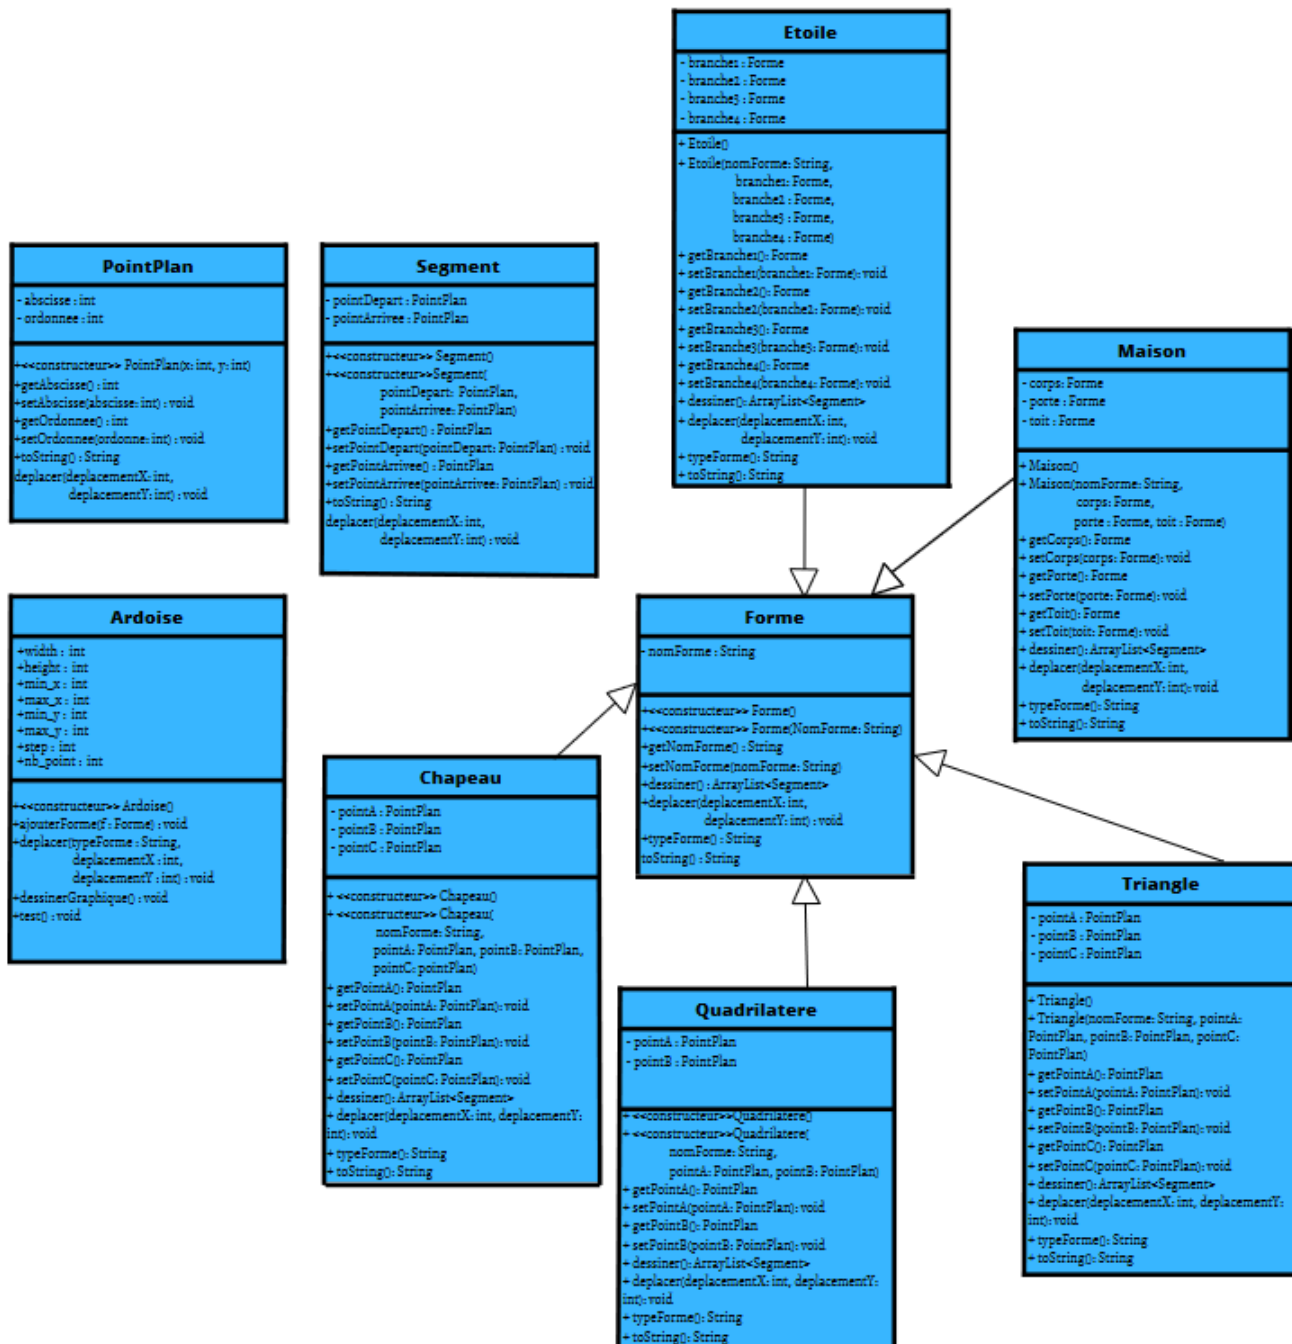 Etoile
- branche1 : Forme
- branche2 : Forme
- branche3 : Forme
- branche4 : Forme
+ Etoile()
+ Etoile(nomForme: String,
branche1: Forme,
branche2 : Forme,
branche3 : Forme,
branche4 : Forme)
+ getBranche1(): Forme
+ setBranche1(branche1: Forme): void
+ getBranche2(): Forme
+ setBranche2(branche2: Forme): void
+ getBranche3(): Forme
+ setBranche3(branche3: Forme): void
+ getBranche4(): Forme
+ setBranche4(branche4: Forme): void
+ dessiner(): ArrayList<Segment>
+ deplacer(deplacementX: int,
deplacementY: int): void
+ typeForme(): String
+ toString(): String
PointPlan
- abscisse : int
- ordonnee : int
+<<constructeur>> PointPlan(x: int, y: int)
+getAbscisse() : int
+setAbscisse(abscisse: int) : void
+getOrdonnee() : int
+setOrdonnee(ordonne: int) : void
+toString() : String
deplacer(deplacementX: int,
deplacementY: int) : void
Segment
- pointDepart : PointPlan
- pointArrivee : PointPlan
+<<constructeur>> Segment()
+<<constructeur>>Segment(
pointDepart: PointPlan,
pointArrivee: PointPlan)
+getPointDepart() : PointPlan
+setPointDepart(pointDepart: PointPlan) : void
+getPointArrivee() : PointPlan
+setPointArrivee(pointArrivee: PointPlan) : void
+toString() : String
deplacer(deplacementX: int,
deplacementY: int) : void
Maison
- corps: Forme
- porte : Forme
- toit : Forme
+ Maison()
+ Maison(nomForme: String,
corps: Forme,
porte : Forme, toit : Forme)
+ getCorps(): Forme
+ setCorps(corps: Forme): void
+ getPorte(): Forme
+ setPorte(porte: Forme): void
+ getToit(): Forme
+ setToit(toit: Forme): void
+ dessiner(): ArrayList<Segment>
+ deplacer(deplacementX: int,
deplacementY: int): void
+ typeForme(): String
+ toString(): String
Ardoise
+width : int
+height : int
+min_x : int
+max_x : int
+min_y : int
+max_y : int
+step : int
+nb_point : int
+<<constructeur>> Ardoise()
+ajouterForme(f : Forme) : void
+deplacer(typeForme : String,
deplacementX : int,
deplacementY : int) : void
+dessinerGraphique() : void
+test() : void
Forme
- nomForme : String
+<<constructeur>> Forme()
+<<constructeur>> Forme(NomForme: String)
+getNomForme() : String
+setNomForme(nomForme: String)
+dessiner() : ArrayList<Segment>
+deplacer(deplacementX: int,
deplacementY: int) : void
+typeForme() : String
toString() : String
Chapeau
- pointA : PointPlan
- pointB : PointPlan
- pointC : PointPlan
+ <<constructeur>> Chapeau()
+ <<constructeur>> Chapeau(
nomForme: String,
pointA: PointPlan, pointB: PointPlan,
pointC: pointPlan)
+ getPointA(): PointPlan
+ setPointA(pointA: PointPlan): void
+ getPointB(): PointPlan
+ setPointB(pointB: PointPlan): void
+ getPointC(): PointPlan
+ setPointC(pointC: PointPlan): void
+ dessiner(): ArrayList<Segment>
+ deplacer(deplacementX: int, deplacementY:
int): void
+ typeForme(): String
+ toString(): String
Quadrilatere
- pointA : PointPlan
- pointB : PointPlan
+ <<constructeur>>Quadrilatere()
+ <<constructeur>>Quadrilatere(
nomForme: String,
pointA: PointPlan, pointB: PointPlan)
+ getPointA(): PointPlan
+ setPointA(pointA: PointPlan): void
+ getPointB(): PointPlan
+ setPointB(pointB: PointPlan): void
+ dessiner(): ArrayList<Segment>
+ deplacer(deplacementX: int, deplacementY:
int): void
+ typeForme(): String
+ toString(): String
Triangle
- pointA : PointPlan
- pointB : PointPlan
- pointC : PointPlan
+ Triangle()
+ Triangle(nomForme: String, pointA:
PointPlan, pointB: PointPlan, pointC:
PointPlan)
+ getPointA(): PointPlan
+ setPointA(pointA: PointPlan): void
+ getPointB(): PointPlan
+ setPointB(pointB: PointPlan): void
+ getPointC(): PointPlan
+ setPointC(pointC: PointPlan): void
+ dessiner(): ArrayList<Segment>
+ deplacer(deplacementX: int, deplacementY:
int): void
+ typeForme(): String
+ toString(): String